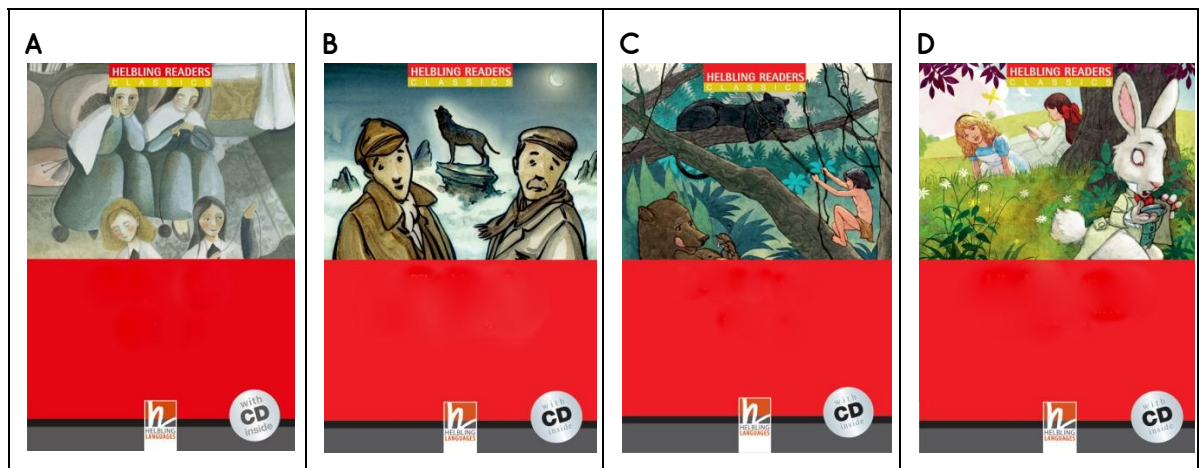 A
HELBLING READERS
CLASSICS
h
HELBLING
LANGUAGES
with
CD
inside
B
HELBLING READERS
CLASSICS
h
HELBLING
LANGUAGES
with
CD
inside
C
HELBLING READERS
CLASSICS
h
HELBLING
LANGUAGES
with
CD
inside
D
HELBLING READERS
CLASSICS
h
HELBLING
LANGUAGES
with
CD
inside